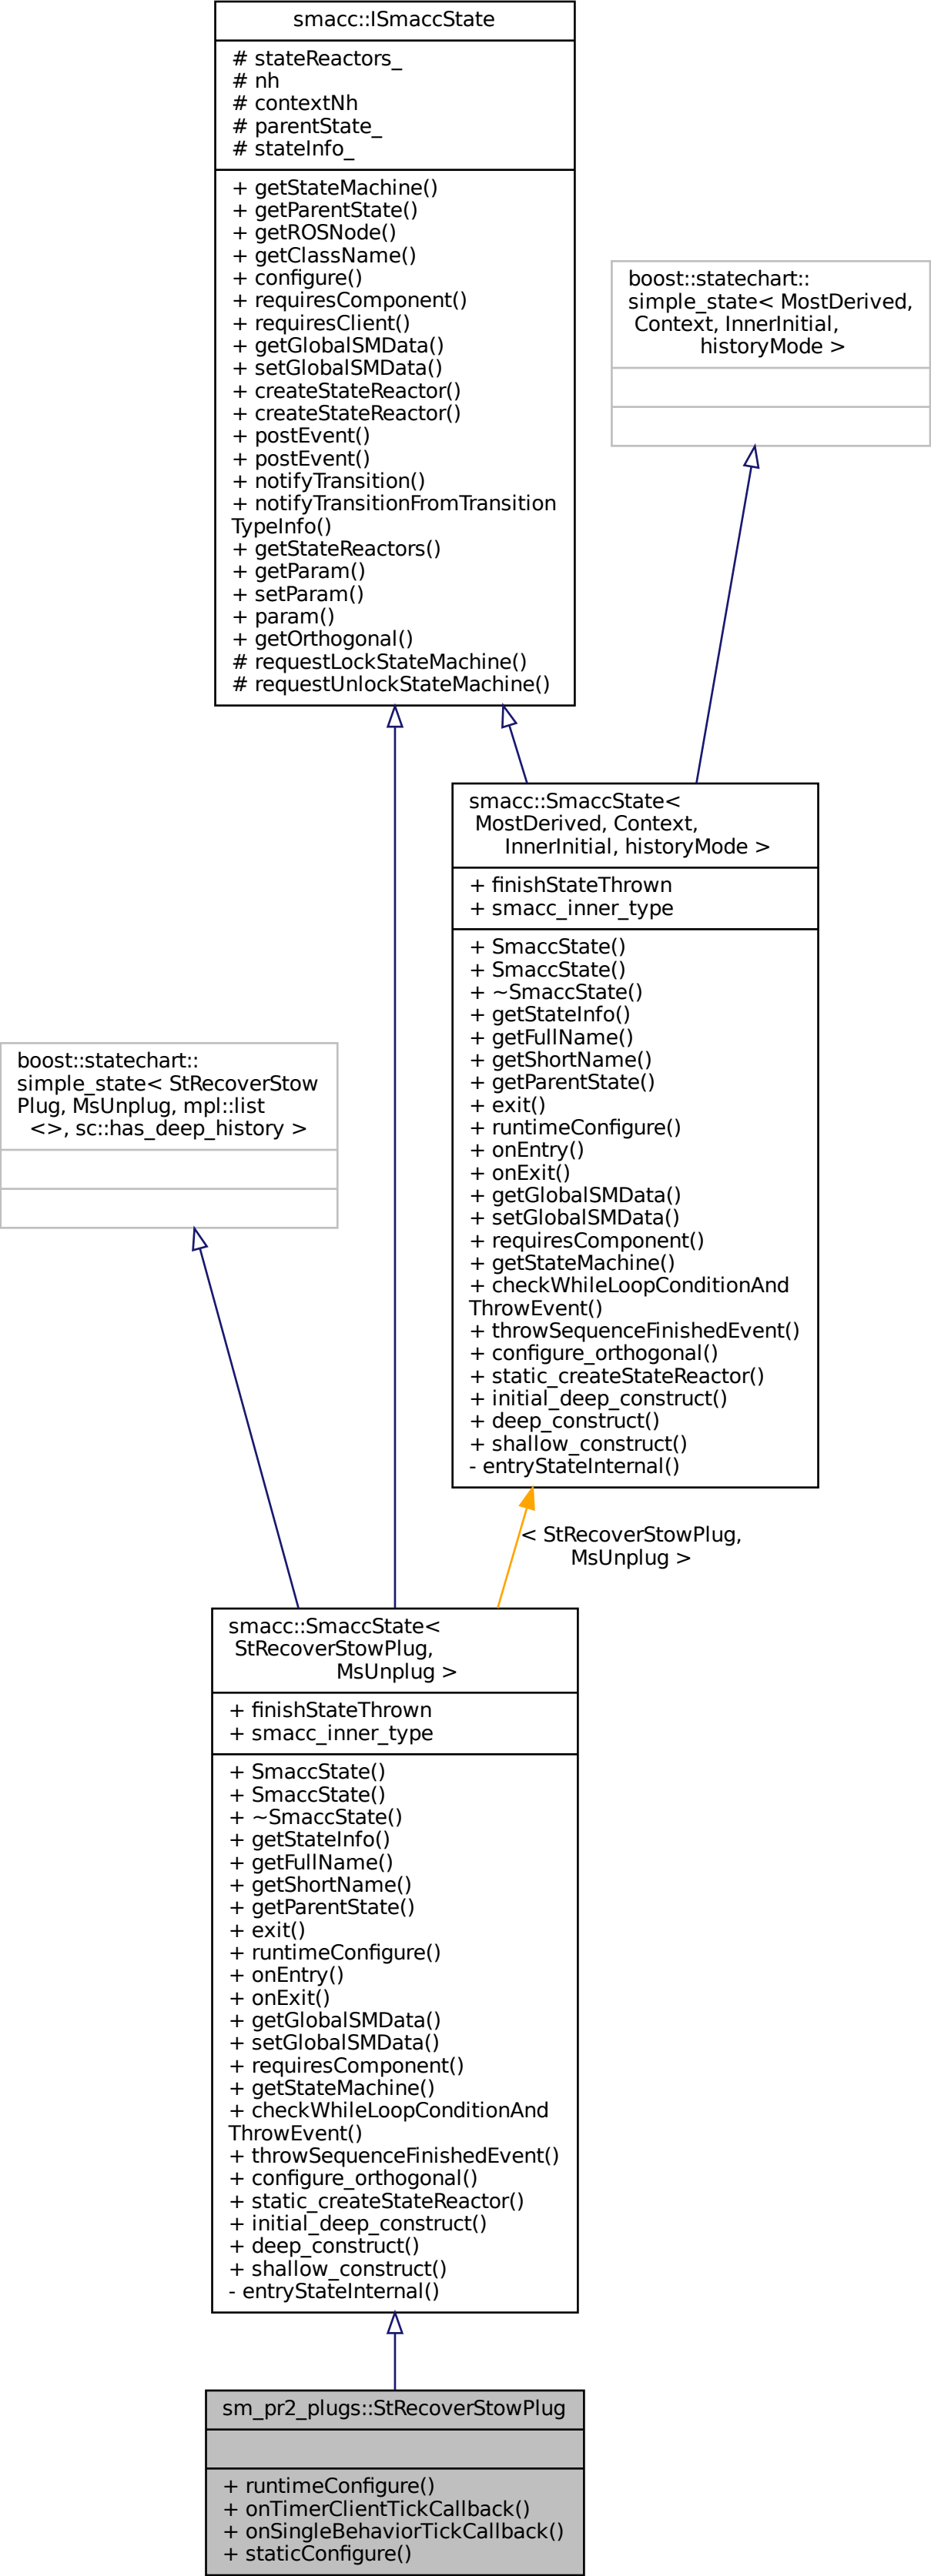 smacc::ISmaccState
# stateReactors_
# nh
# contextNh
# parentState_
# stateInfo_
+ getStateMachine()
+ getParentState()
+ getROSNode()
+ getClassName()
+ configure()
+ requiresComponent()
+ requiresClient()
+ getGlobalSMData()
+ setGlobalSMData()
+ createStateReactor()
+ createStateReactor()
+ postEvent()
+ postEvent()
+ notifyTransition()
+ notifyTransitionFromTransition
TypeInfo()
+ getStateReactors()
+ getParam()
+ setParam()
+ param()
+ getOrthogonal()
# requestLockStateMachine()
# requestUnlockStateMachine()
boost::statechart::
simple_state< MostDerived,
Context, InnerInitial,
historyMode >
smacc::SmaccState<
MostDerived, Context,
InnerInitial, historyMode >
+ finishStateThrown
+ smacc_inner_type
+ SmaccState()
+ SmaccState()
+ ~SmaccState()
+ getStateInfo()
+ getFullName()
+ getShortName()
+ getParentState()
+ exit()
+ runtimeConfigure()
+ onEntry()
+ onExit()
+ getGlobalSMData()
+ setGlobalSMData()
+ requiresComponent()
+ getStateMachine()
+ checkWhileLoopConditionAnd
ThrowEvent()
+ throwSequenceFinishedEvent()
+ configure_orthogonal()
+ static_createStateReactor()
+ initial_deep_construct()
+ deep_construct()
+ shallow_construct()
- entryStateInternal()
boost::statechart::
simple_state< StRecoverStow
Plug, MsUnplug, mpl::list
<>, sc::has_deep_history >
< StRecoverStowPlug,
MsUnplug >
smacc::SmaccState<
StRecoverStowPlug,
MsUnplug >
+ finishStateThrown
+ smacc_inner_type
+ SmaccState()
+ SmaccState()
+ ~SmaccState()
+ getStateInfo()
+ getFullName()
+ getShortName()
+ getParentState()
+ exit()
+ runtimeConfigure()
+ onEntry()
+ onExit()
+ getGlobalSMData()
+ setGlobalSMData()
+ requiresComponent()
+ getStateMachine()
+ checkWhileLoopConditionAnd
ThrowEvent()
+ throwSequenceFinishedEvent()
+ configure_orthogonal()
+ static_createStateReactor()
+ initial_deep_construct()
+ deep_construct()
+ shallow_construct()
- entryStateInternal()
sm_pr2_plugs::StRecoverStowPlug
+ runtimeConfigure()
+ onTimerClientTickCallback()
+ onSingleBehaviorTickCallback()
+ staticConfigure()